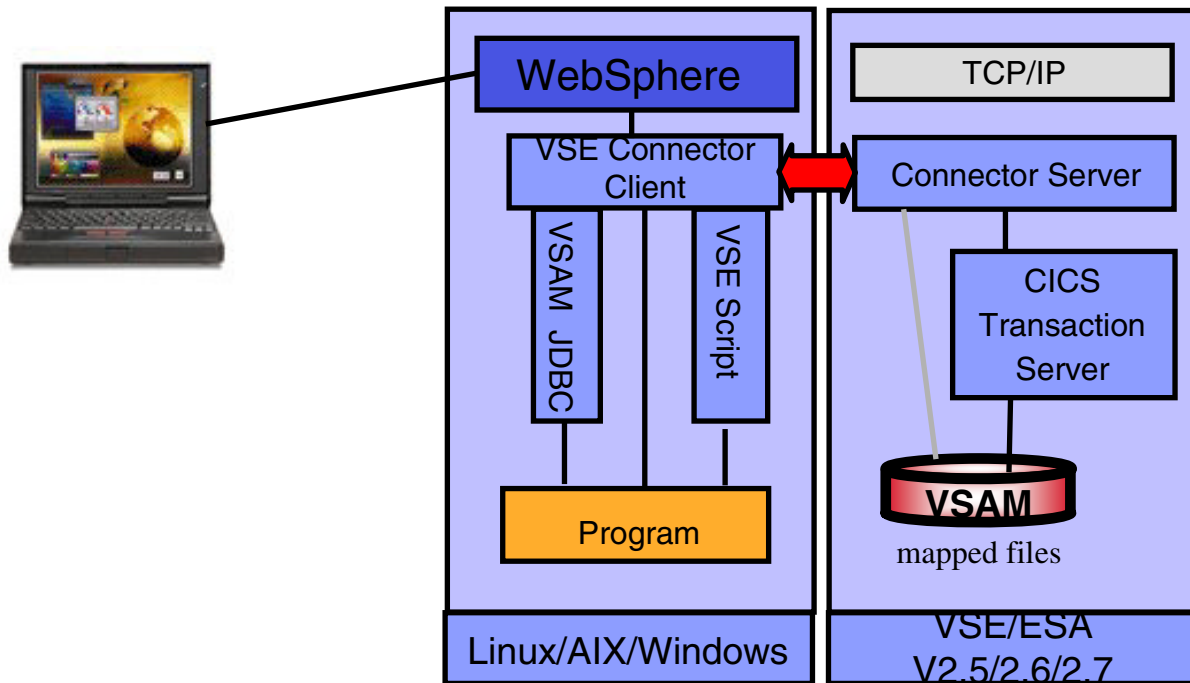 WebSphere
VSE Connector
Client
VSAM JDBC
VSE Script
Program
Linux/AIX/Windows
TCP/IP
Connector Server
CICS
Transaction
Server
VSAM
mapped files
VSE/ESA
V2.5/2.6/2.7